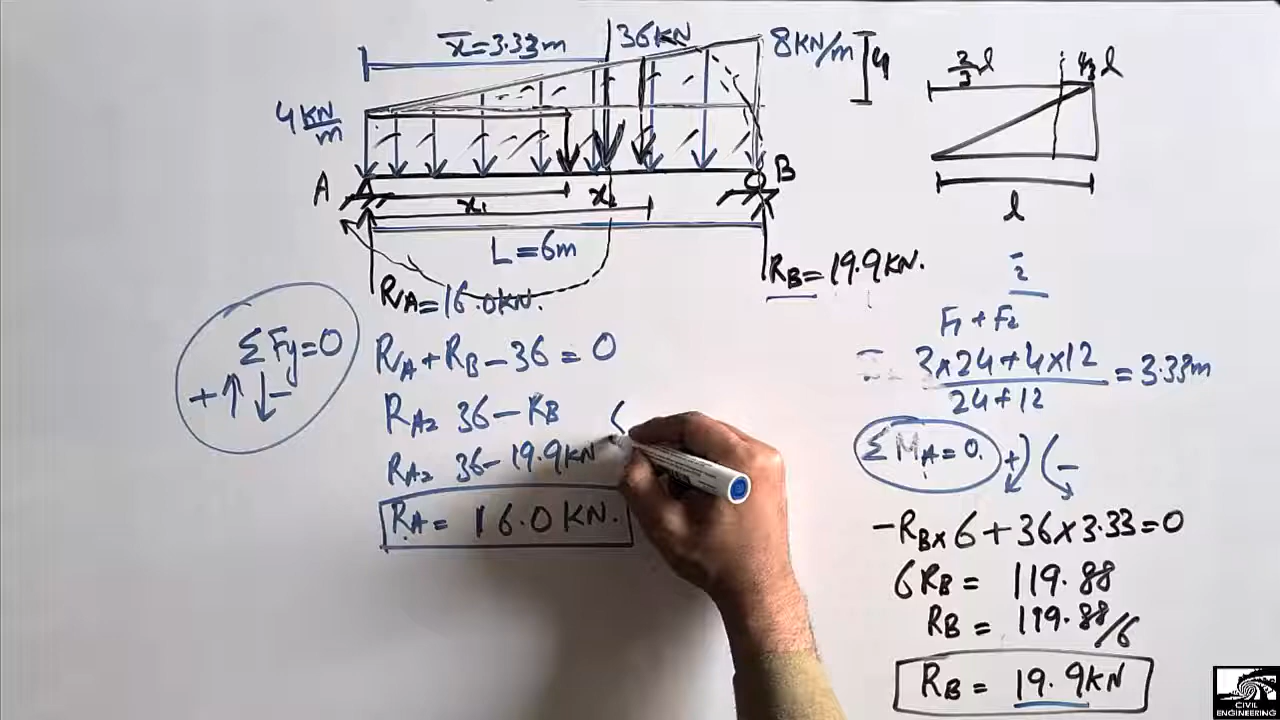 x̄=3.33m
36KN
8KN/m
4
4KN/m
A
B
x₁
x₂
L=6m
RA=16.0KN.
RB=19.9KN.
2/3 l
1/3 l
l
ΣFy=0
+↑↓-
RA+RB-36=0
RA= 36-RB
RA= 36-19.9KN
RA= 16.0KN.
F1+F2
3×24+4×12/24+12=3.33m
ΣMA=0.
+
-
-RB×6+36×3.33=0
6RB= 119.88
RB= 119.88/6
RB= 19.9KN
CIVIL
ENGINEERING